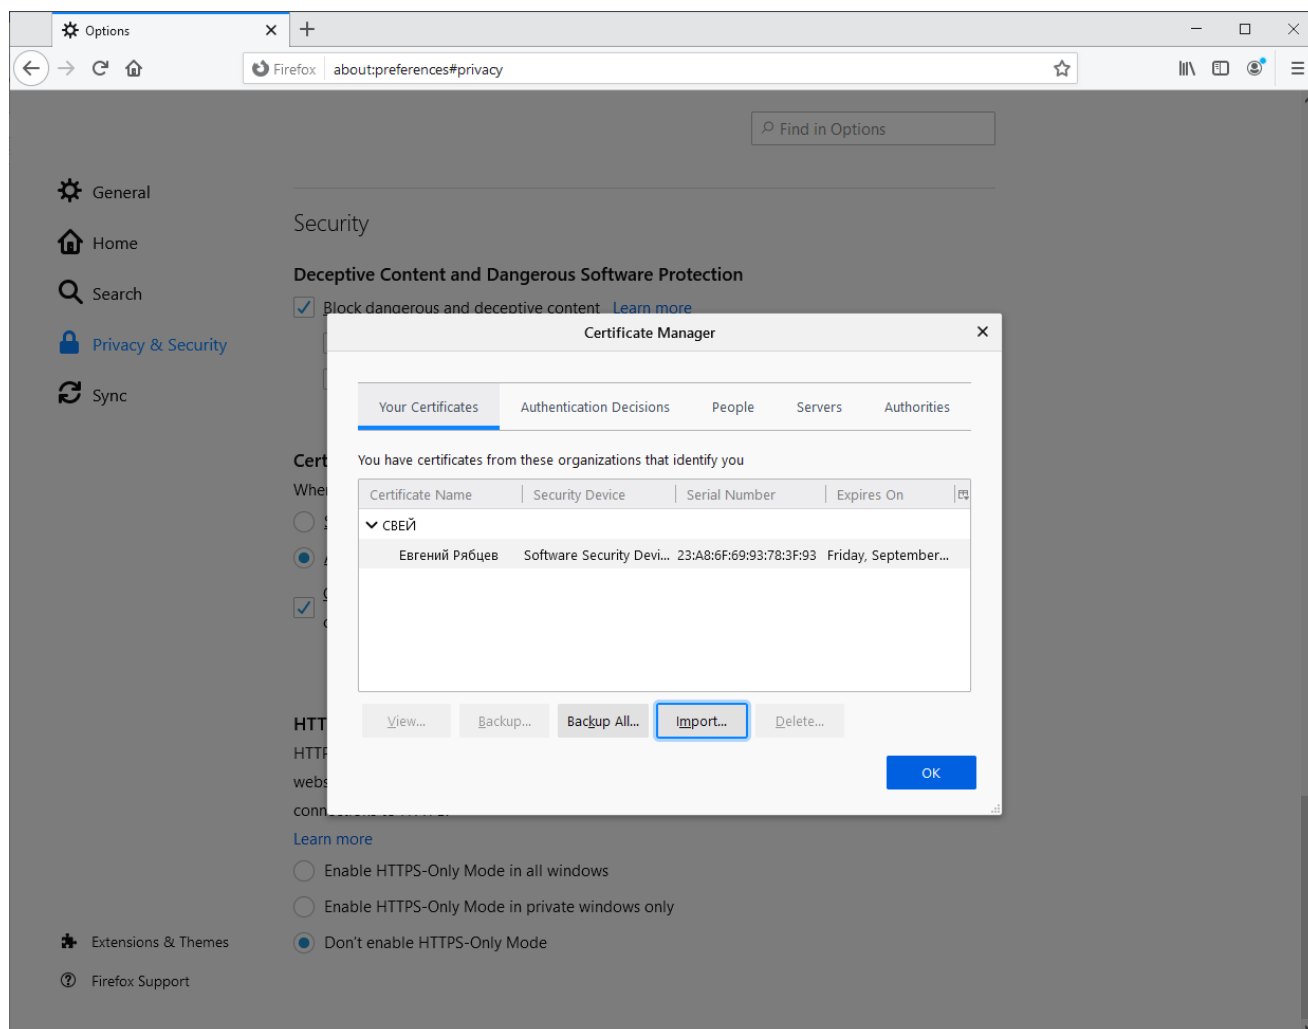 Options
Firefox about:preferences#privacy
Find in Options
General
Home
Search
Privacy & Security
Sync
Security
Deceptive Content and Dangerous Software Protection
Block dangerous and deceptive content Learn more
Certificate Manager
Your Certificates Authentication Decisions People Servers Authorities
You have certificates from these organizations that identify you
Certificate Name Security Device Serial Number Expires On
СВЕЙ
Евгений Рябцев Software Security Devi... 23:A8:6F:69:93:78:3F:93 Friday, September...
View... Backup... Backup All... Import... Delete...
OK
Cert
Whe
HTT
HTTP
webs
Learn more
Enable HTTPS-Only Mode in all windows
Enable HTTPS-Only Mode in private windows only
Don't enable HTTPS-Only Mode
Extensions & Themes
Firefox Support